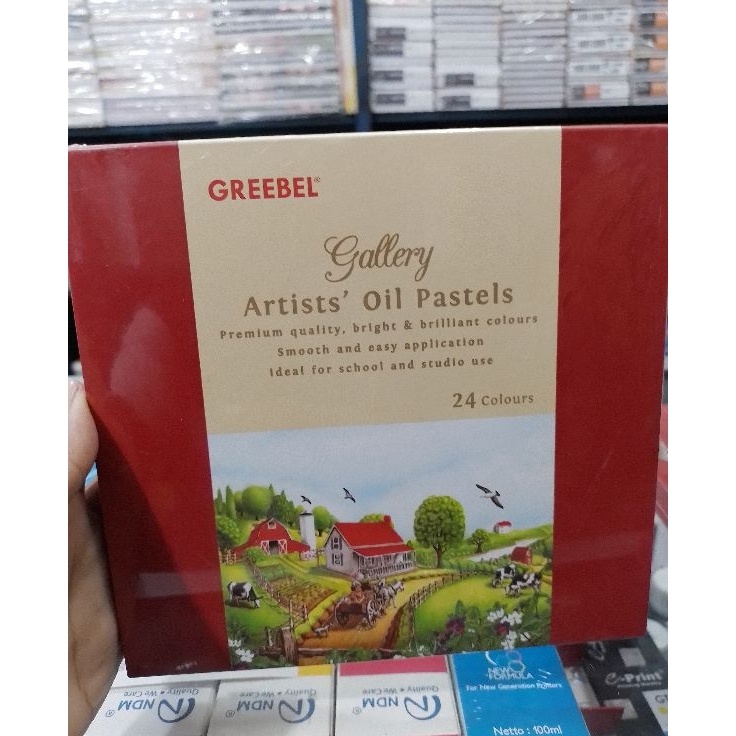 GREEBEL®
Gallery
Artists' Oil Pastels
Premium quality, bright & brilliant colours
Smooth and easy application
Ideal for school and studio use
24 Colours
NDM ®
Quality • We Care
NDM ®
Quality • We Care
NDM ®
Quality • We Care
NEW
FORMULA
For New Generation Printers
Netto : 100ml
e-Print